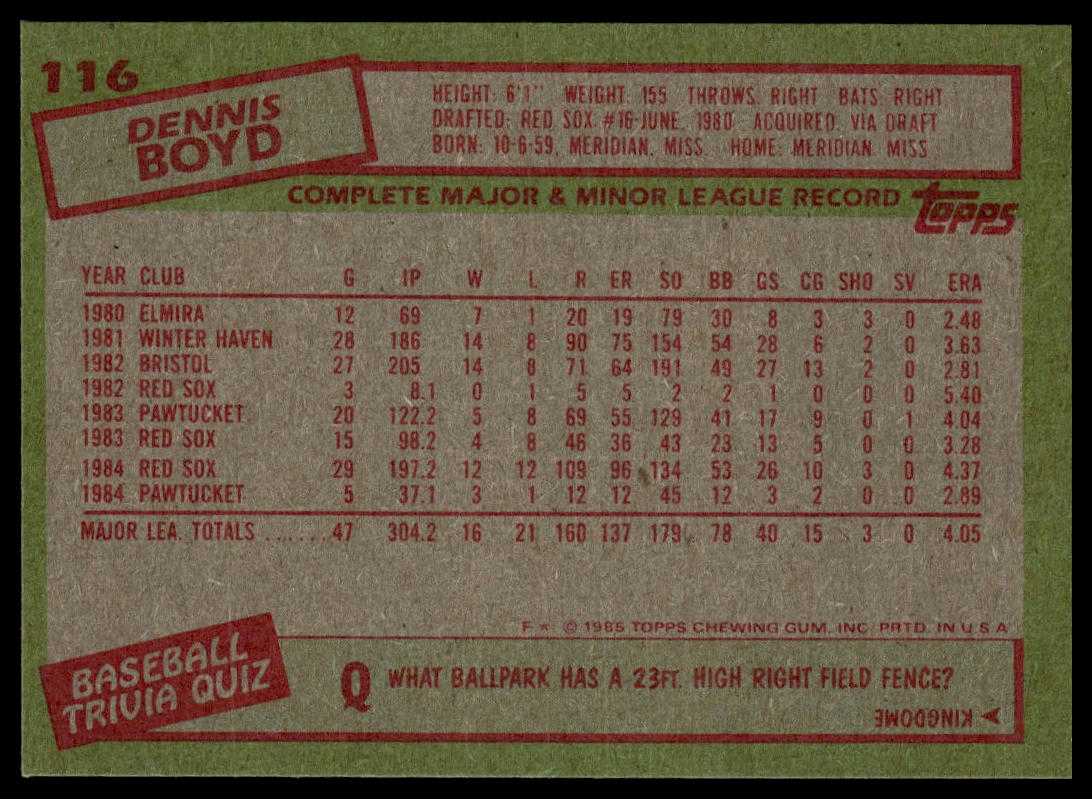 116
DENNIS
BOYD
HEIGHT: 6'1" WEIGHT: 155 THROWS: RIGHT BATS: RIGHT
DRAFTED: RED SOX #16-JUNE, 1980 ACQUIRED: VIA DRAFT
BORN: 10-6-59, MERIDIAN, MISS. HOME: MERIDIAN, MISS
COMPLETE MAJOR & MINOR LEAGUE RECORD topps
YEAR CLUB G IP W L R ER SO BB GS CG SHO SV ERA
1980 ELMIRA 12 69 7 1 20 19 79 30 8 3 3 0 2.48
1981 WINTER HAVEN 28 186 14 8 90 75 154 54 28 6 2 0 3.63
1982 BRISTOL 27 205 14 8 71 64 191 49 27 13 2 0 2.81
1982 RED SOX 3 8.1 0 1 5 5 2 2 1 0 0 0 5.40
1983 PAWTUCKET 20 122.2 5 8 69 55 129 41 17 9 0 1 4.04
1983 RED SOX 15 98.2 4 8 46 36 43 23 13 5 0 0 3.28
1984 RED SOX 29 197.2 12 12 109 96 134 53 26 10 3 0 4.37
1984 PAWTUCKET 5 37.1 3 1 12 12 45 12 3 2 0 0 2.89
MAJOR LEA. TOTALS ...... 47 304.2 16 21 160 137 179 78 40 15 3 0 4.05
F* © 1985 TOPPS CHEWING GUM, INC. PRTD. IN U S A
BASEBALL
TRIVIA QUIZ
Q WHAT BALLPARK HAS A 23FT. HIGH RIGHT FIELD FENCE?
KINGDOME